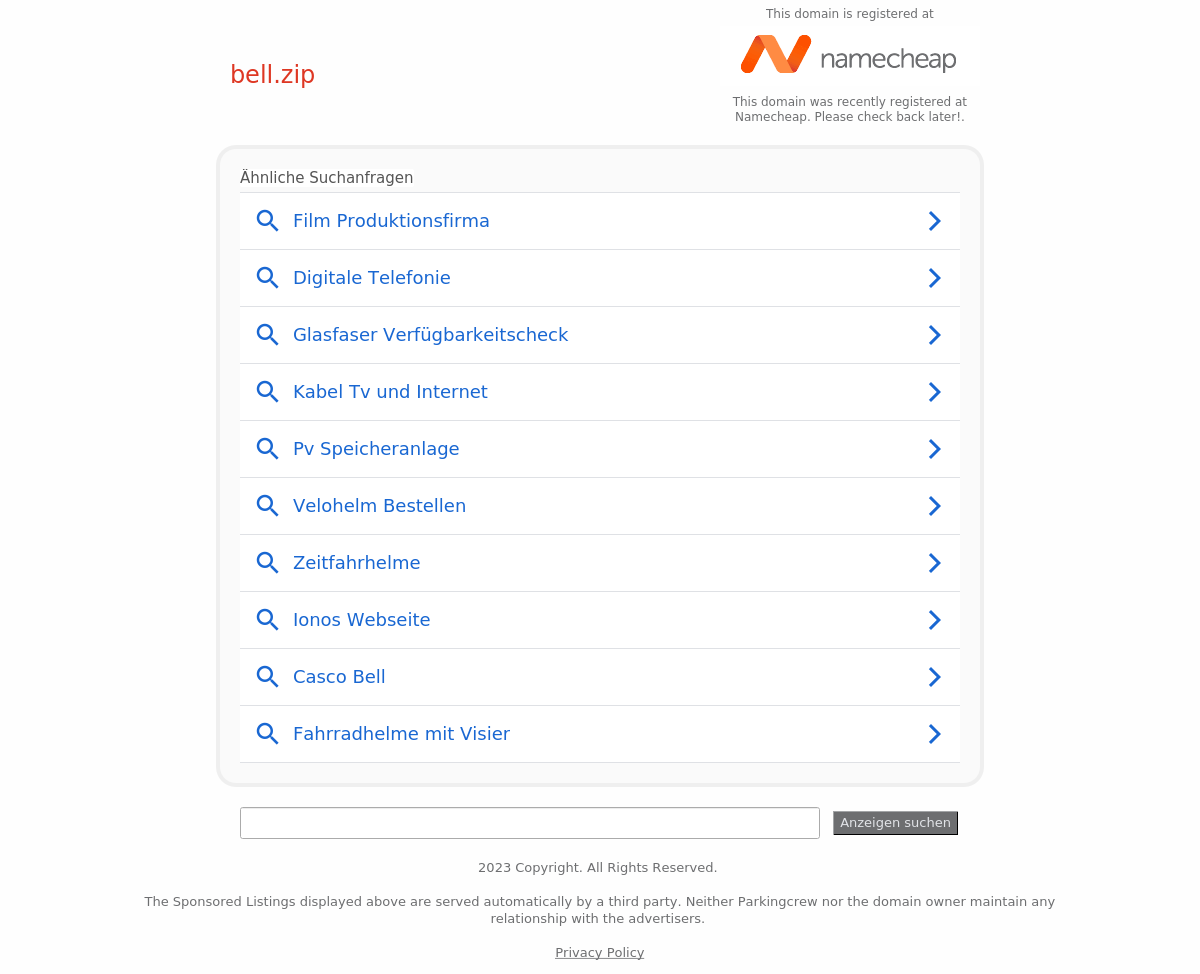 This domain is registered at
namecheap
bell.zip
This domain was recently registered at
Namecheap. Please check back later!.
Ähnliche Suchanfragen
Film Produktionsfirma
Digitale Telefonie
Glasfaser Verfügbarkeitscheck
Kabel Tv und Internet
Pv Speicheranlage
Velohelm Bestellen
Zeitfahrhelme
Ionos Webseite
Casco Bell
Fahrradhelme mit Visier
Anzeigen suchen
2023 Copyright. All Rights Reserved.
The Sponsored Listings displayed above are served automatically by a third party. Neither Parkingcrew nor the domain owner maintain any
relationship with the advertisers.
Privacy Policy